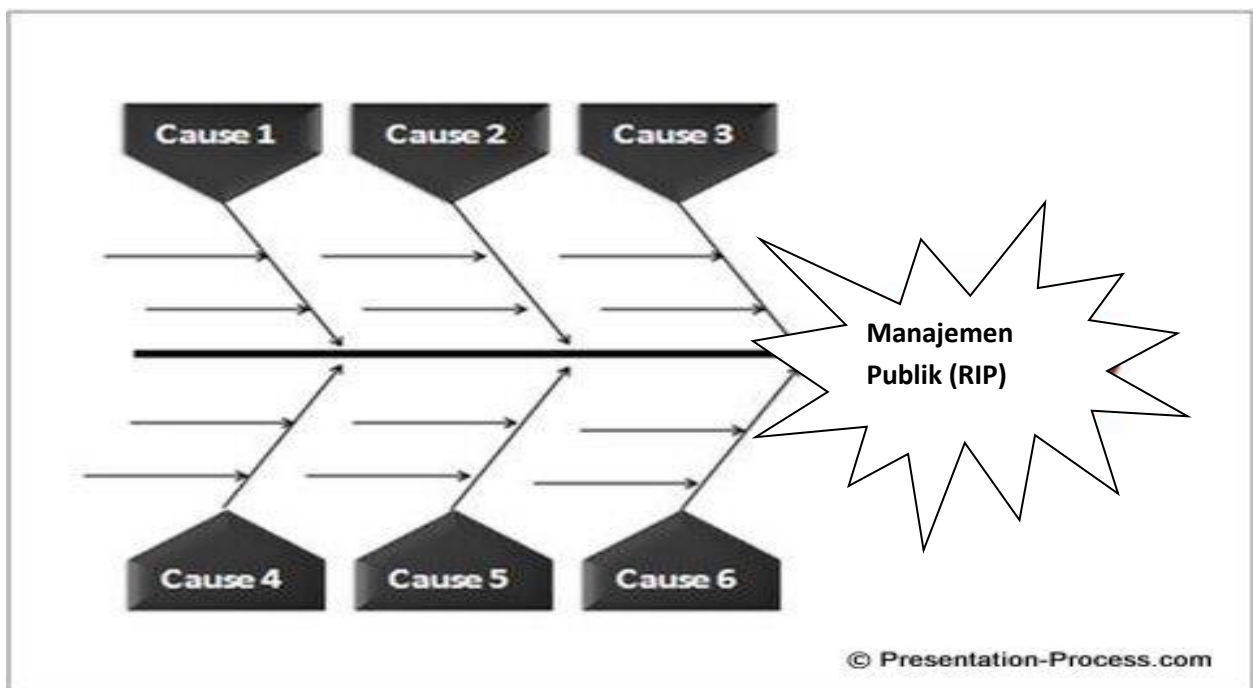 Cause 1
Cause 2
Cause 3
Manajemen
Publik (RIP)
Cause 4
Cause 5
Cause 6
© Presentation-Process.com